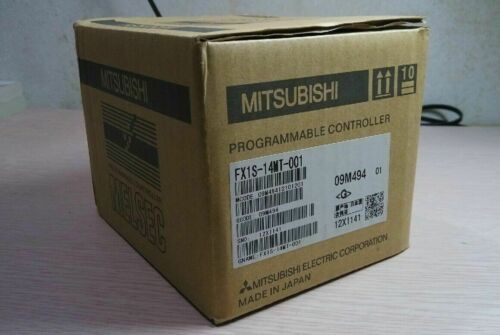 MITSUBISHI
MELSEC
MITSUBISHI
10
PROGRAMMABLE CONTROLLER
FX1S-14MT-001
09M494 01
<G>
12X1141
MITSUBISHI ELECTRIC CORPORATION
MADE IN JAPAN